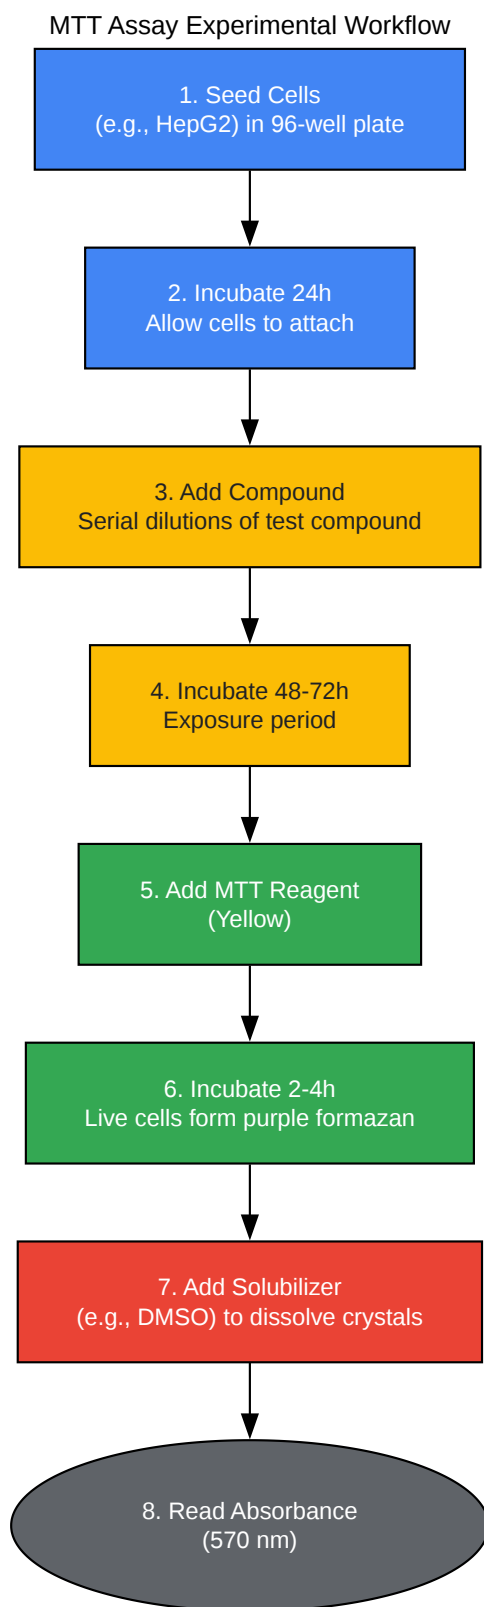 MTT Assay Experimental Workflow
1. Seed Cells
(e.g., HepG2) in 96-well plate
2. Incubate 24h
Allow cells to attach
3. Add Compound
Serial dilutions of test compound
4. Incubate 48-72h
Exposure period
5. Add MTT Reagent
(Yellow)
6. Incubate 2-4h
Live cells form purple formazan
7. Add Solubilizer
(e.g., DMSO) to dissolve crystals
8. Read Absorbance
(570 nm)